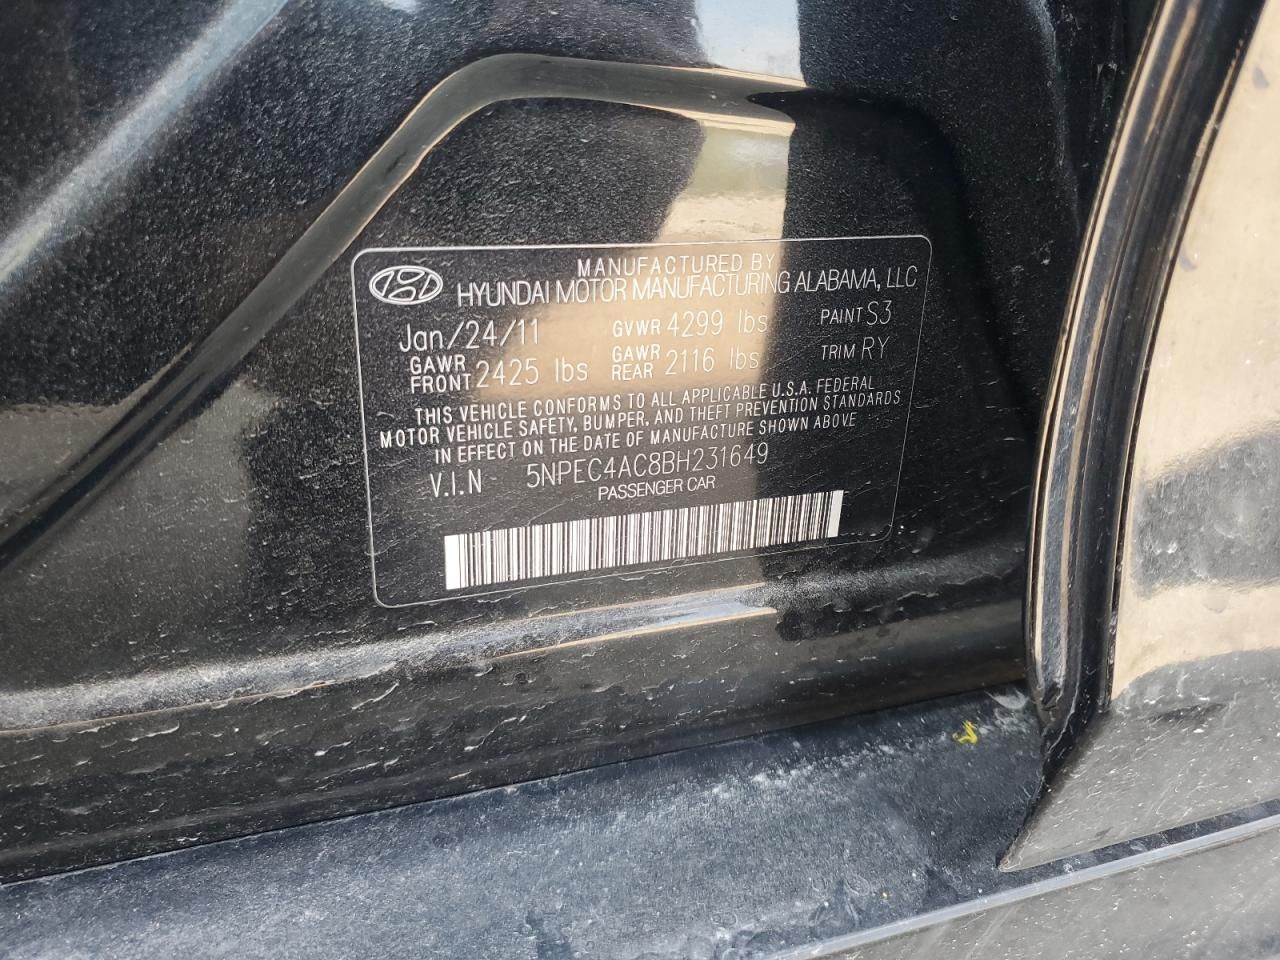 MANUFACTURED BY
HYUNDAI MOTOR MANUFACTURING ALABAMA, LLC
Jan/24/11 GVWR 4299 lbs PAINT S3
GAWR FRONT 2425 lbs GAWR REAR 2116 lbs TRIM RY
THIS VEHICLE CONFORMS TO ALL APPLICABLE U.S.A. FEDERAL
MOTOR VEHICLE SAFETY, BUMPER, AND THEFT PREVENTION STANDARDS
IN EFFECT ON THE DATE OF MANUFACTURE SHOWN ABOVE
V.I.N 5NPEC4AC8BH231649
PASSENGER CAR